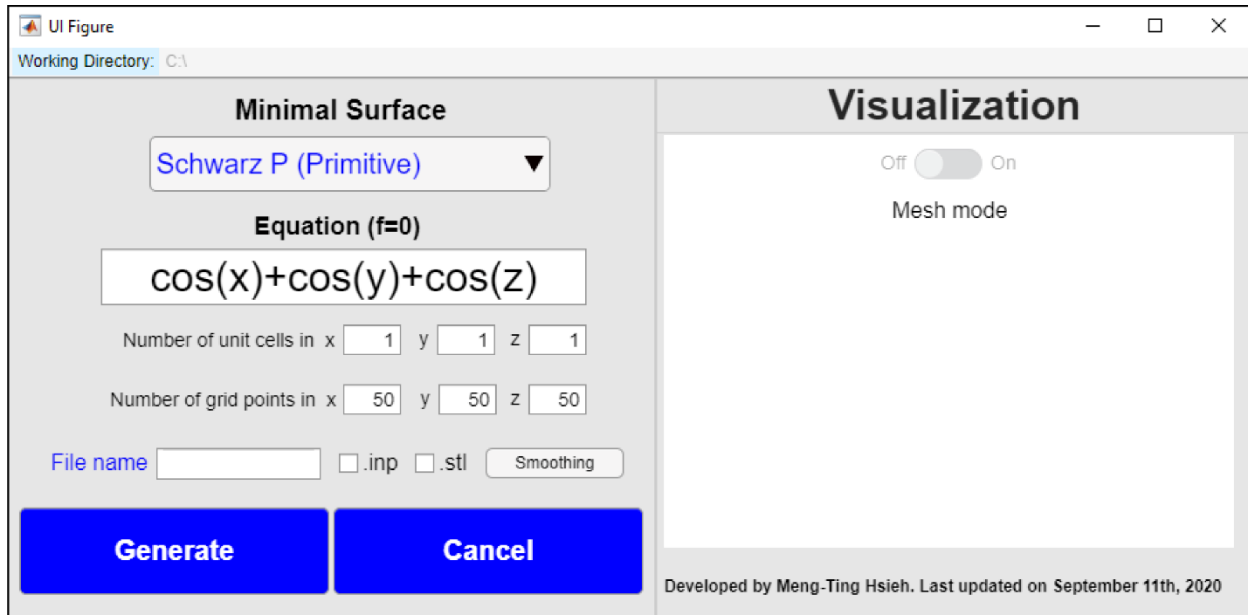 UI Figure
Working Directory: C:\
Minimal Surface
Schwarz P (Primitive)
Equation (f=0)
cos(x)+cos(y)+cos(z)
Number of unit cells in x 1 y 1 z 1
Number of grid points in x 50 y 50 z 50
File name .inp .stl Smoothing
Generate Cancel
Visualization
Off On
Mesh mode
Developed by Meng-Ting Hsieh. Last updated on September 11th, 2020